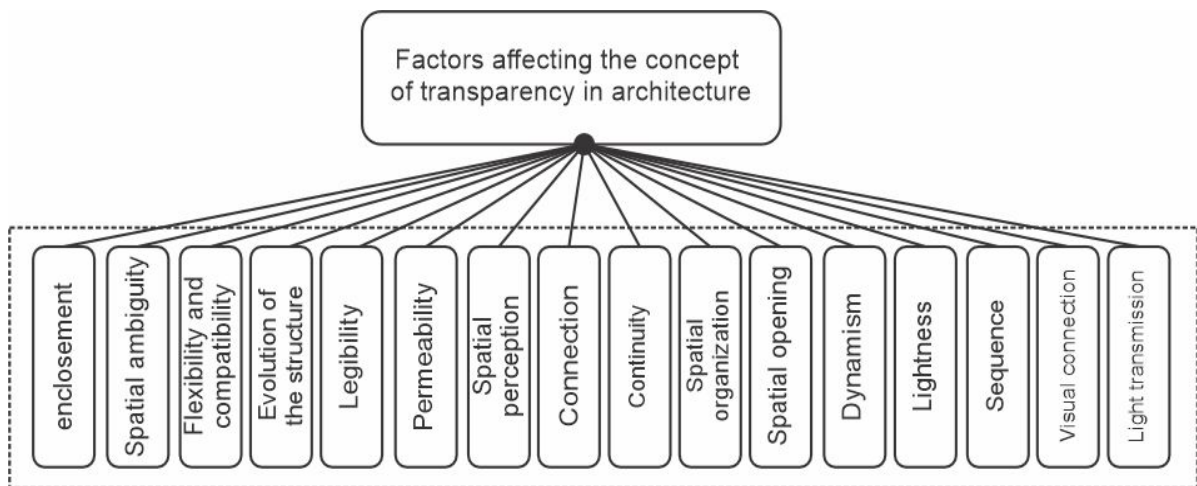 Factors affecting the concept
of transparency in architecture
enclosement
Spatial ambiguity
Flexibility and
compatibility
Evolution of
the structure
Legibility
Permeability
Spatial
perception
Connection
Continuity
Spatial
organization
Spatial opening
Dynamism
Lightness
Sequence
Visual connection
Light transmission